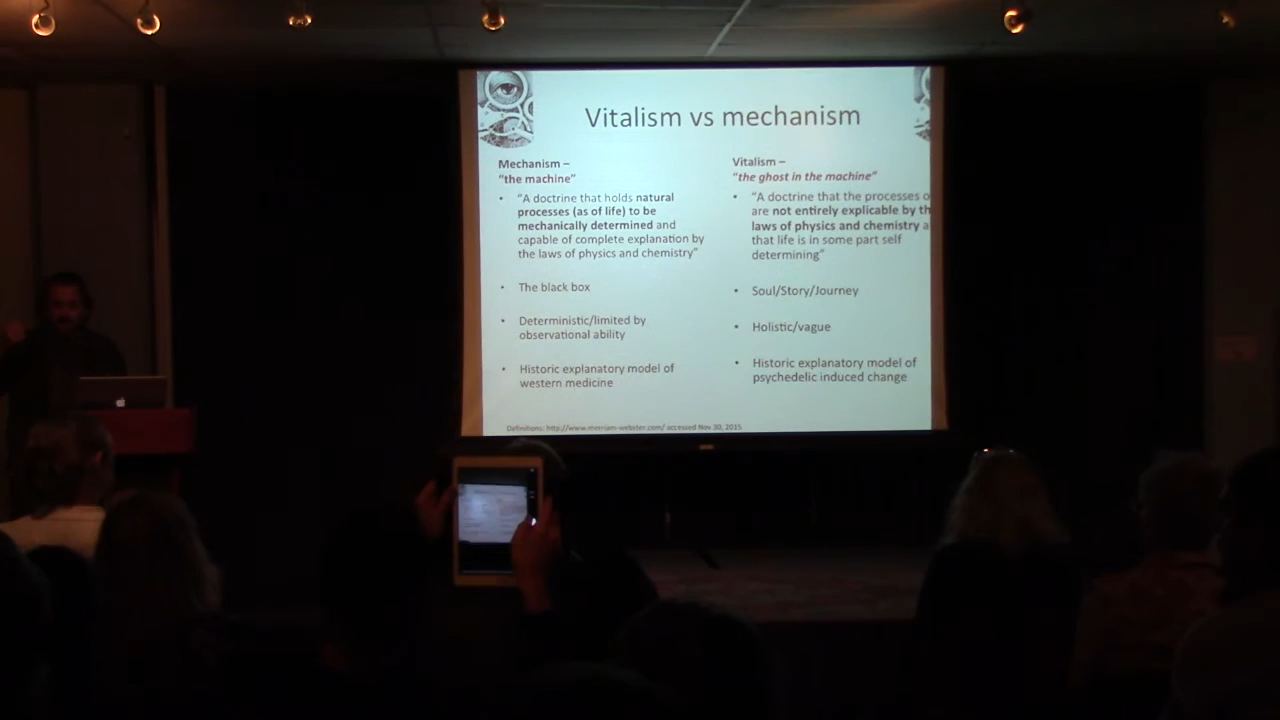 Vitalism vs mechanism
Mechanism –
"the machine"
• "A doctrine that holds natural
processes (as of life) to be
mechanically determined and
capable of complete explanation by
the laws of physics and chemistry"
• The black box
• Deterministic/limited by
observational ability
• Historic explanatory model of
western medicine
Vitalism –
"the ghost in the machine"
• "A doctrine that the processes o
are not entirely explicable by th
laws of physics and chemistry a
that life is in some part self
determining"
• Soul/Story/Journey
• Holistic/vague
• Historic explanatory model of
psychedelic induced change
Definitions: http://www.merriam-webster.com/ accessed Nov 30, 2015